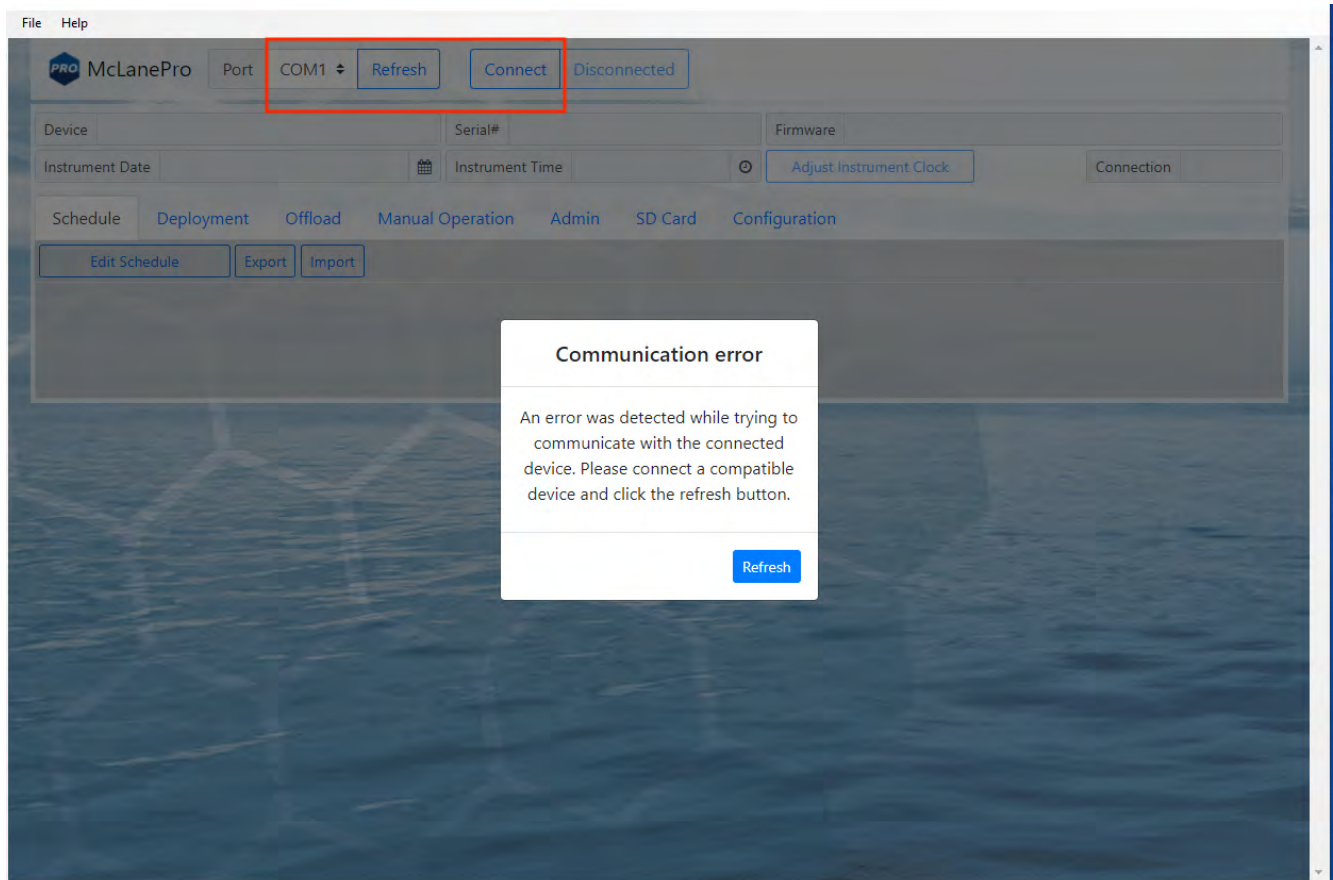 File Help
PRO McLanePro Port COM1 Refresh Connect Disconnected
Device Serial# Firmware
Instrument Date Instrument Time Adjust Instrument Clock Connection
Schedule Deployment Offload Manual Operation Admin SD Card Configuration
Edit Schedule Export Import
Communication error
An error was detected while trying to
communicate with the connected
device. Please connect a compatible
device and click the refresh button.
Refresh